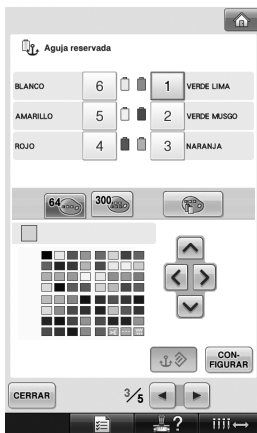 Aguja reservada
BLANCO 6 1 VERDE LIMA
AMARILLO 5 2 VERDE MUSGO
ROJO 4 3 NARANJA
64 300
CON-
FIGURAR
CERRAR 3/5
?